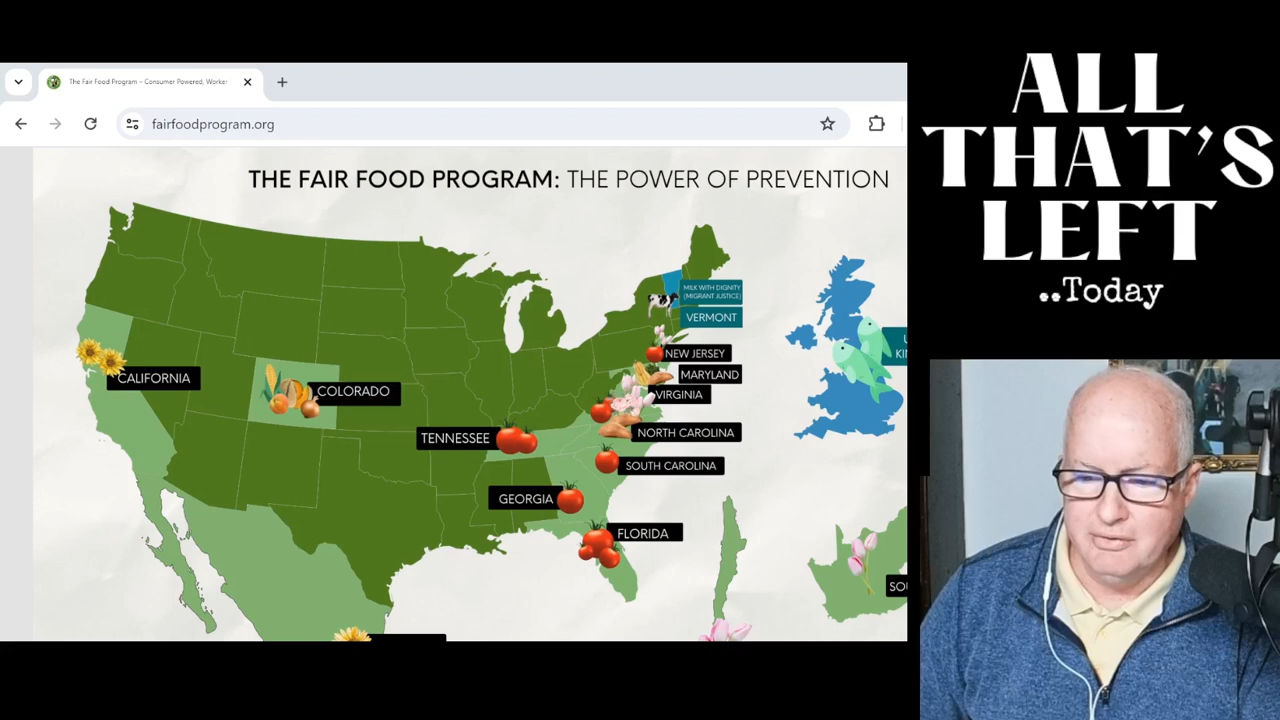 The Fair Food Program – Consumer Powered, Worker
fairfoodprogram.org
THE FAIR FOOD PROGRAM: THE POWER OF PREVENTION
MILK WITH DIGNITY
(MIGRANT JUSTICE)
VERMONT
NEW JERSEY
MARYLAND
VIRGINIA
NORTH CAROLINA
SOUTH CAROLINA
CALIFORNIA
COLORADO
TENNESSEE
GEORGIA
FLORIDA
U
KIN
SOU
ALL
THAT'S
LEFT
..Today